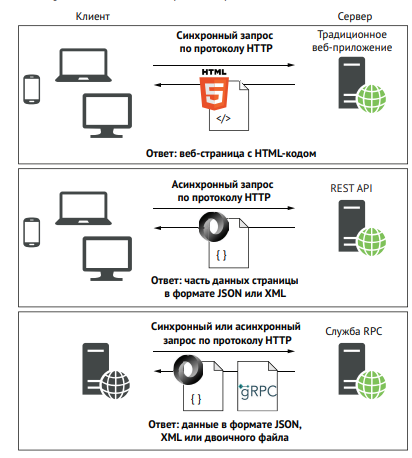 Клиент
Сервер
Синхронный запрос
по протоколу HTTP
Традиционное
веб-приложение
HTML
5
</>
Ответ: веб-страница с HTML-кодом
Асинхронный запрос
по протоколу HTTP
REST API
{ }
Ответ: часть данных страницы
в формате JSON или XML
Синхронный или асинхронный
запрос по протоколу HTTP
Служба RPC
{ }
gRPC
Ответ: данные в формате JSON,
XML или двоичного файла